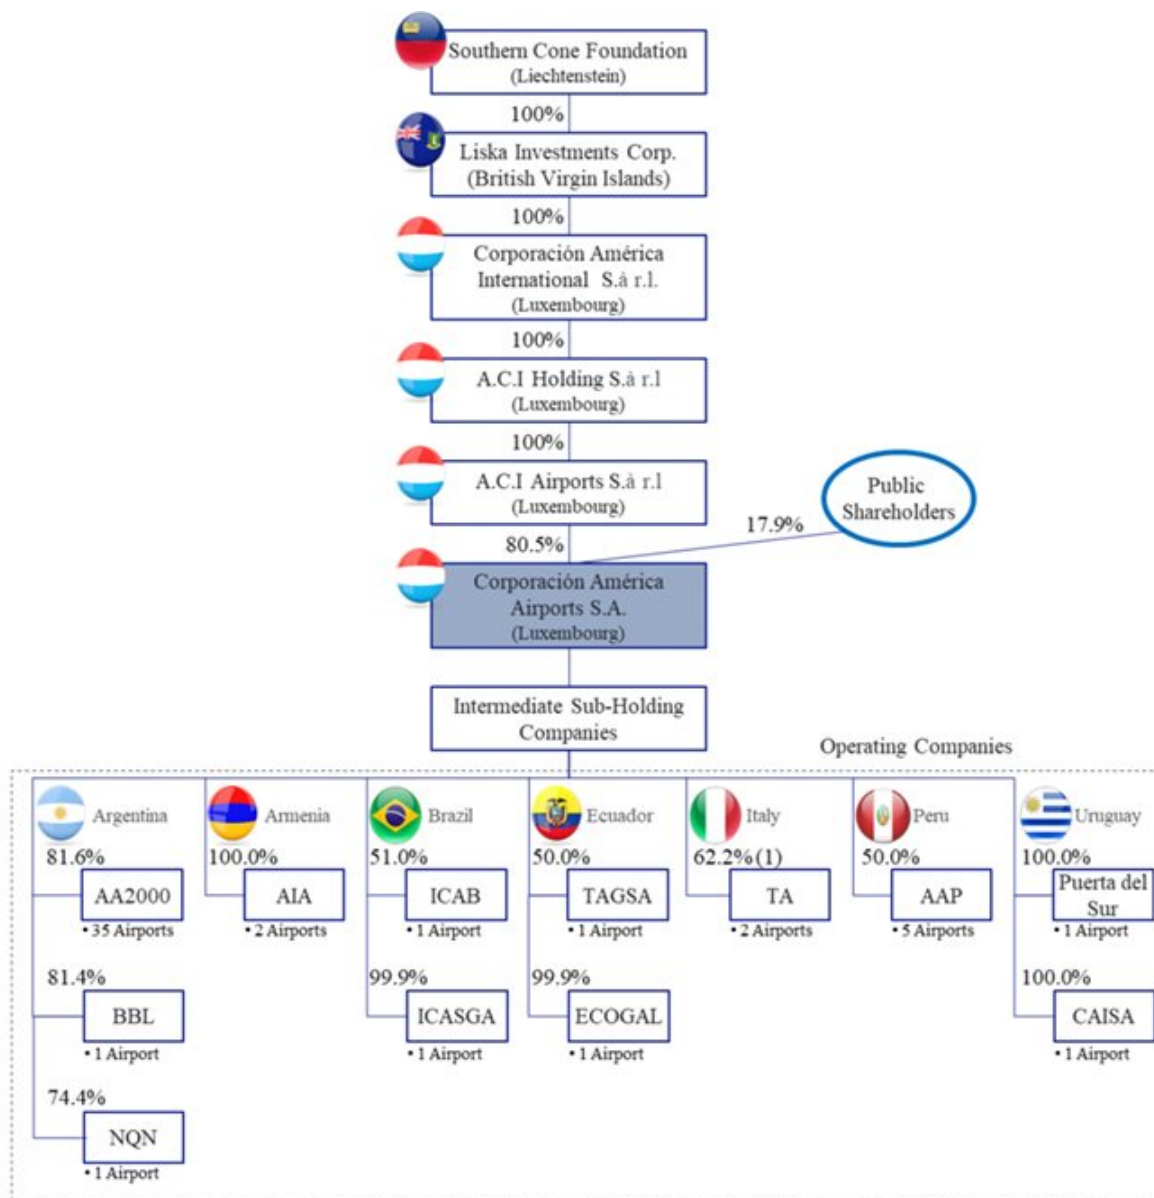 Southern Cone Foundation
(Liechtenstein)
100%
Liska Investments Corp.
(British Virgin Islands)
100%
Corporación América
International S.à r.l.
(Luxembourg)
100%
A.C.I Holding S.à r.l
(Luxembourg)
100%
A.C.I Airports S.à r.l
(Luxembourg)
Public
Shareholders
17.9%
80.5%
Corporación América
Airports S.A.
(Luxembourg)
Intermediate Sub-Holding
Companies
Operating Companies
Argentina
Armenia
Brazil
Ecuador
Italy
Peru
Uruguay
81.6%
100.0%
51.0%
50.0%
62.2%(1)
50.0%
100.0%
AA2000
AIA
ICAB
TAGSA
TA
AAP
Puerta del
Sur
• 35 Airports
• 2 Airports
• 1 Airport
• 1 Airport
• 2 Airports
• 5 Airports
• 1 Airport
81.4%
99.9%
99.9%
100.0%
BBL
ICASGA
ECOGAL
CAISA
• 1 Airport
• 1 Airport
• 1 Airport
• 1 Airport
74.4%
NQN
• 1 Airport